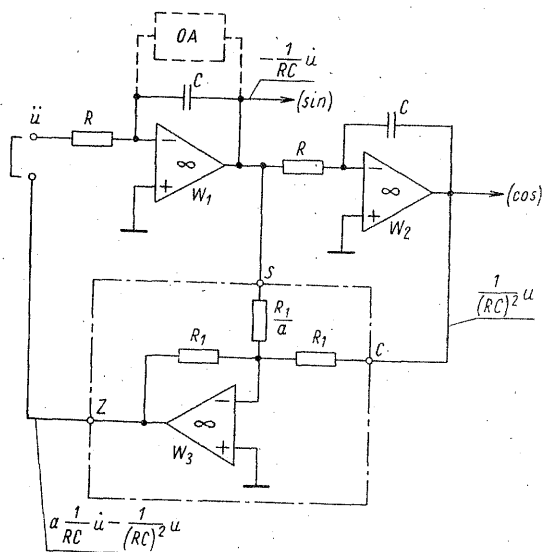 OA
-1/RC u̇
C
(sin)
ü
R
−
∞
+
W1
R
C
−
∞
+
W2
(cos)
S
R1/a
1/(RC)² u
R1
R1
C
Z
−
∞
+
W3
a 1/RC u̇ − 1/(RC)² u